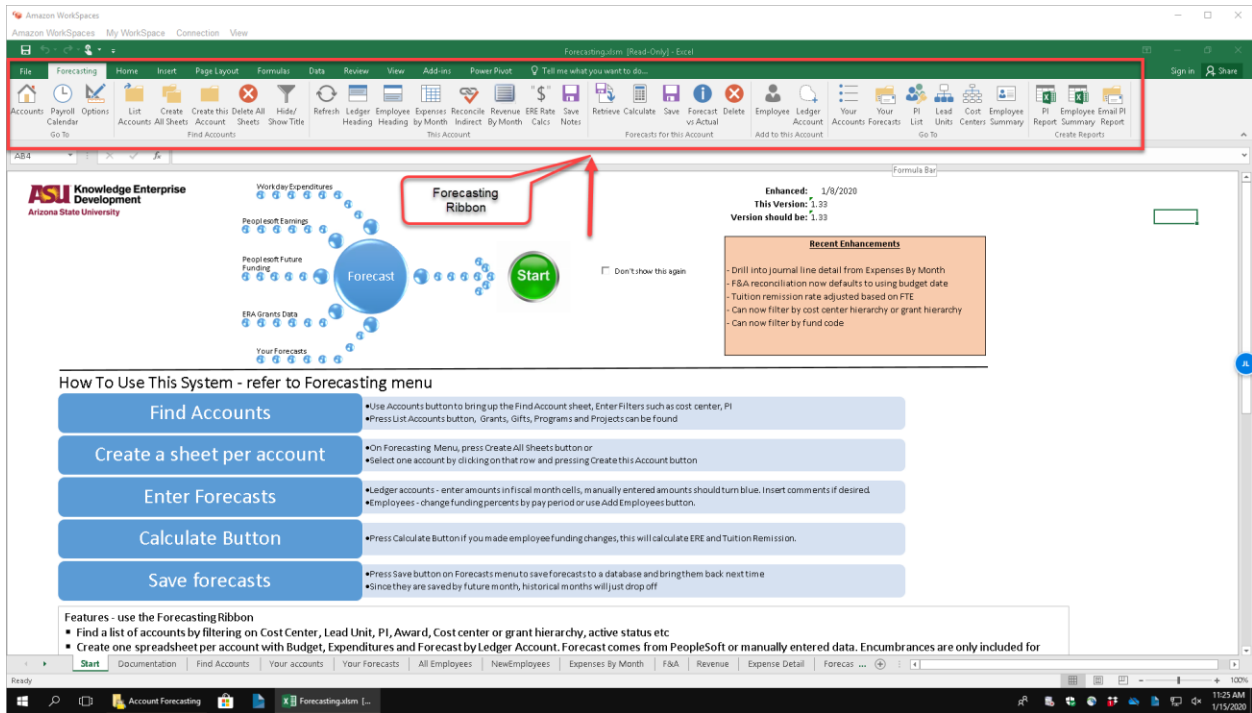 Amazon WorkSpaces
Amazon WorkSpaces My WorkSpace Connection View
Forecasting.xlsm [Read-Only] - Excel
File Forecasting Home Insert Page Layout Formulas Data Review View Add-ins Power Pivot Tell me what you want to do... Sign in Share
Accounts Payroll Options List Create Create this Delete All Hide/ Refresh Ledger Employee Expenses Reconcile Revenue ERE Rate Save Retrieve Calculate Save Forecast Delete Employee Ledger Your Your PI Lead Cost Employee PI Employee Email PI
Calendar Accounts All Sheets Account Sheets Show Title Heading Heading by Month Indirect By Month Calcs Notes vs Actual Account Accounts Forecasts List Units Centers Summary Report Summary Report
Go To Find Accounts This Account Forecasts for this Account Add to this Account Go To Create Reports
AB4 fx
Formula Bar
ASU Knowledge Enterprise
Development
Arizona State University
Workday Expenditures
Peoplesoft Earnings
Peoplesoft Future
Funding
ERA Grants Data
Your Forecasts
Forecast
Start
Forecasting
Ribbon
Don't show this again
Enhanced: 1/8/2020
This Version: 1.33
Version should be: 1.33
Recent Enhancements
- Drill into journal line detail from Expenses By Month
- F&A reconciliation now defaults to using budget date
- Tuition remission rate adjusted based on FTE
- Can now filter by cost center hierarchy or grant hierarchy
- Can now filter by fund code
JL
How To Use This System - refer to Forecasting menu
Find Accounts
•Use Accounts button to bring up the Find Account sheet, Enter Filters such as cost center, PI
•Press List Accounts button, Grants, Gifts, Programs and Projects can be found
Create a sheet per account
•On Forecasting Menu, press Create All Sheets button or
•Select one account by clicking on that row and pressing Create this Account button
Enter Forecasts
•Ledger accounts - enter amounts in fiscal month cells, manually entered amounts should turn blue. Insert comments if desired.
•Employees - change funding percents by pay period or use Add Employees button.
Calculate Button
•Press Calculate Button if you made employee funding changes, this will calculate ERE and Tuition Remission.
Save forecasts
•Press Save button on Forecasts menu to save forecasts to a database and bring them back next time
•Since they are saved by future month, historical months will just drop off
Features - use the Forecasting Ribbon
▪ Find a list of accounts by filtering on Cost Center, Lead Unit, PI, Award, Cost center or grant hierarchy, active status etc
▪ Create one spreadsheet per account with Budget, Expenditures and Forecast by Ledger Account. Forecast comes from PeopleSoft or manually entered data. Encumbrances are only included for
Start Documentation Find Accounts Your accounts Your Forecasts All Employees NewEmployees Expenses By Month F&A Revenue Expense Detail Forecas ...
Ready 100%
Account Forecasting Forecasting.xlsm [... 11:25 AM
1/15/2020